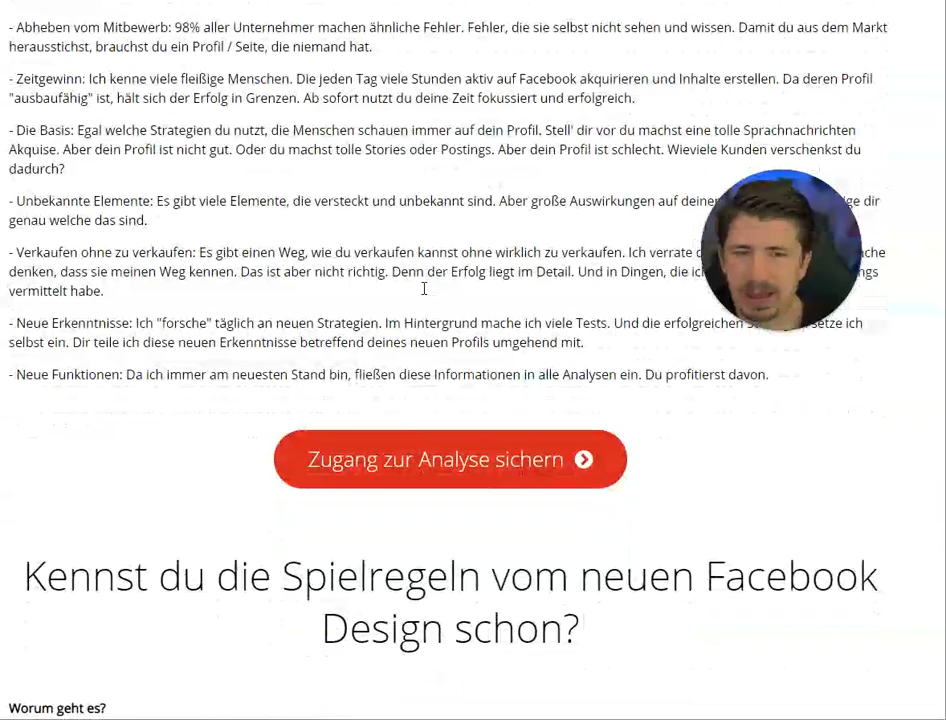 - Abheben vom Mitbewerb: 98% aller Unternehmer machen ähnliche Fehler. Fehler, die sie selbst nicht sehen und wissen. Damit du aus dem Markt
herausstichst, brauchst du ein Profil / Seite, die niemand hat.
- Zeitgewinn: Ich kenne viele fleißige Menschen. Die jeden Tag viele Stunden aktiv auf Facebook akquirieren und Inhalte erstellen. Da deren Profil
"ausbaufähig" ist, hält sich der Erfolg in Grenzen. Ab sofort nutzt du deine Zeit fokussiert und erfolgreich.
- Die Basis: Egal welche Strategien du nutzt, die Menschen schauen immer auf dein Profil. Stell' dir vor du machst eine tolle Sprachnachrichten
Akquise. Aber dein Profil ist nicht gut. Oder du machst tolle Stories oder Postings. Aber dein Profil ist schlecht. Wieviele Kunden verschenkst du
dadurch?
- Unbekannte Elemente: Es gibt viele Elemente, die versteckt und unbekannt sind. Aber große Auswirkungen auf dir
genau welche das sind.
- Verkaufen ohne zu verkaufen: Es gibt einen Weg, wie du verkaufen kannst ohne wirklich zu verkaufen. Ich verrate
denken, dass sie meinen Weg kennen. Das ist aber nicht richtig. Denn der Erfolg liegt im Detail. Und in Dingen, die
vermittelt habe.
- Neue Erkenntnisse: Ich "forsche" täglich an neuen Strategien. Im Hintergrund mache ich viele Tests. Und die erfolgreichen setze ich
selbst ein. Dir teile ich diese neuen Erkenntnisse betreffend deines neuen Profils umgehend mit.
- Neue Funktionen: Da ich immer am neuesten Stand bin, fließen diese Informationen in alle Analysen ein. Du profitierst davon.
Zugang zur Analyse sichern
Kennst du die Spielregeln vom neuen Facebook
Design schon?
Worum geht es?